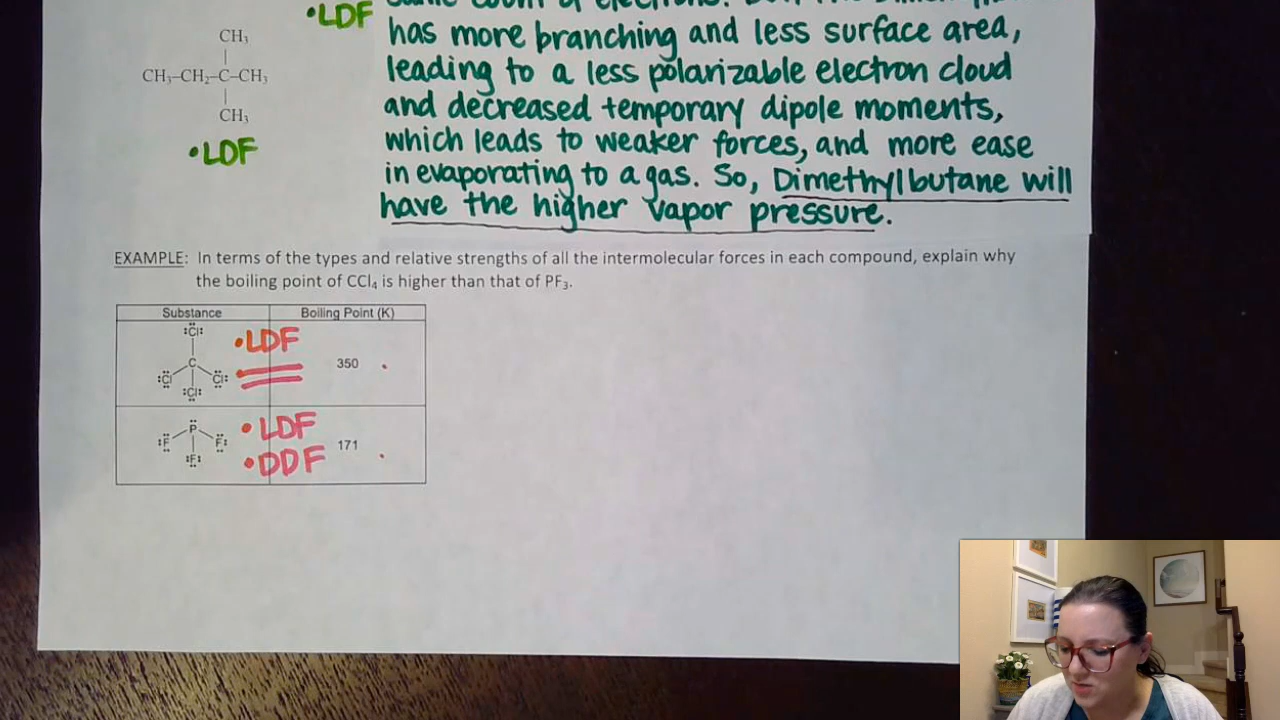 •LDF
has more branching and less surface area,
leading to a less polarizable electron cloud
and decreased temporary dipole moments,
which leads to weaker forces, and more ease
in evaporating to a gas. So, Dimethylbutane will
have the higher vapor pressure.
CH₃
CH₃–CH₂–C–CH₃
CH₃
•LDF
EXAMPLE: In terms of the types and relative strengths of all the intermolecular forces in each compound, explain why
the boiling point of CCl₄ is higher than that of PF₃.
Substance Boiling Point (K)
Cl
•LDF
C
350
Cl Cl
Cl
P
•LDF
F F
171
•DDF
F